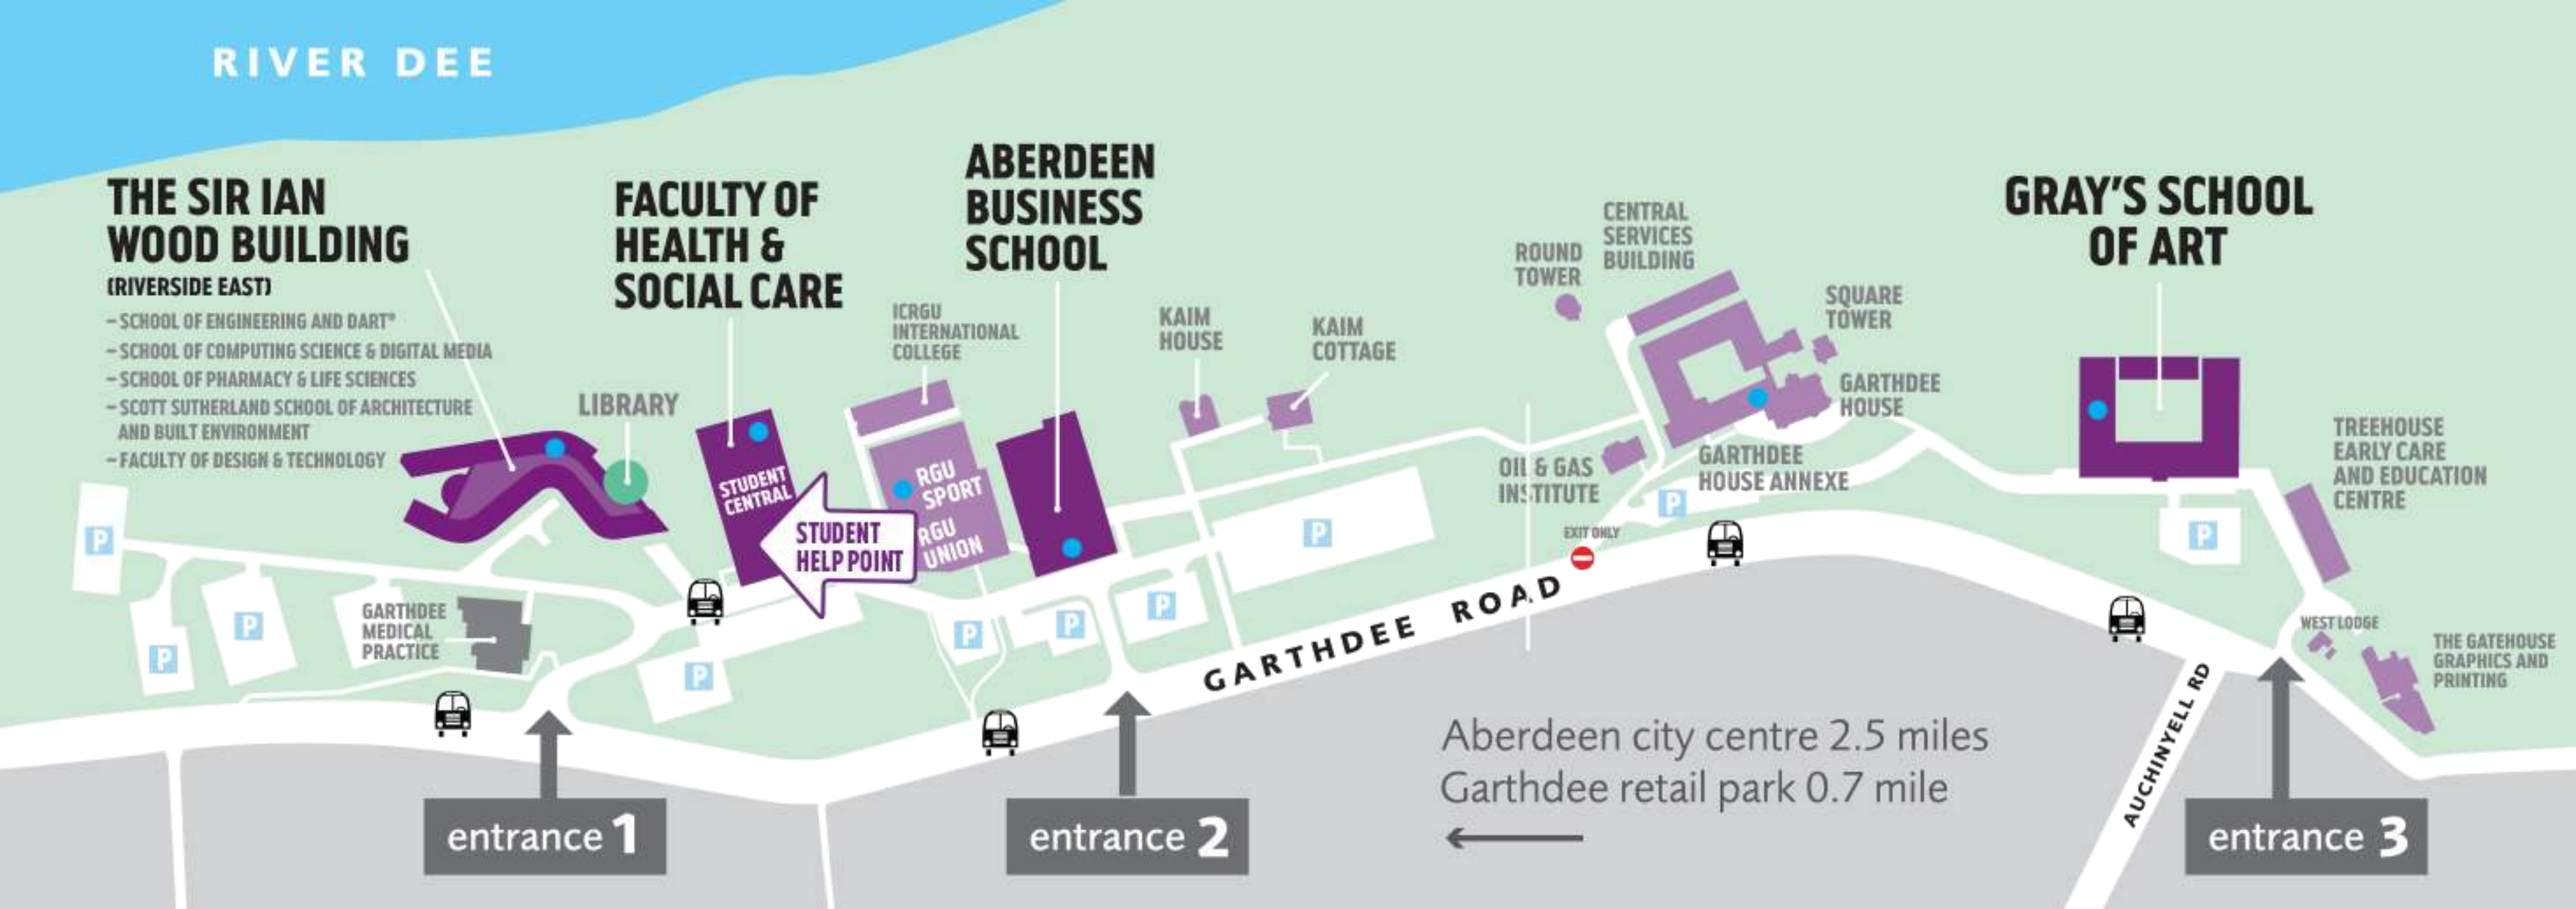 RIVER DEE
THE SIR IAN
WOOD BUILDING
(RIVERSIDE EAST)
– SCHOOL OF ENGINEERING AND DART®
– SCHOOL OF COMPUTING SCIENCE & DIGITAL MEDIA
– SCHOOL OF PHARMACY & LIFE SCIENCES
– SCOTT SUTHERLAND SCHOOL OF ARCHITECTURE
AND BUILT ENVIRONMENT
– FACULTY OF DESIGN & TECHNOLOGY
LIBRARY
FACULTY OF
HEALTH &
SOCIAL CARE
STUDENT
CENTRAL
STUDENT
HELP POINT
ICRGU
INTERNATIONAL
COLLEGE
RGU
SPORT
RGU
UNION
ABERDEEN
BUSINESS
SCHOOL
KAIM
HOUSE
KAIM
COTTAGE
ROUND
TOWER
CENTRAL
SERVICES
BUILDING
SQUARE
TOWER
GARTHDEE
HOUSE
GARTHDEE
HOUSE ANNEXE
OIL & GAS
INSTITUTE
EXIT ONLY
GRAY'S SCHOOL
OF ART
TREEHOUSE
EARLY CARE
AND EDUCATION
CENTRE
WEST LODGE
THE GATEHOUSE
GRAPHICS AND
PRINTING
GARTHDEE
MEDICAL
PRACTICE
P
P
P
P
P
P
P
P
P
P
GARTHDEE ROAD
AUCHINYELL RD
Aberdeen city centre 2.5 miles
Garthdee retail park 0.7 mile
entrance 1
entrance 2
entrance 3